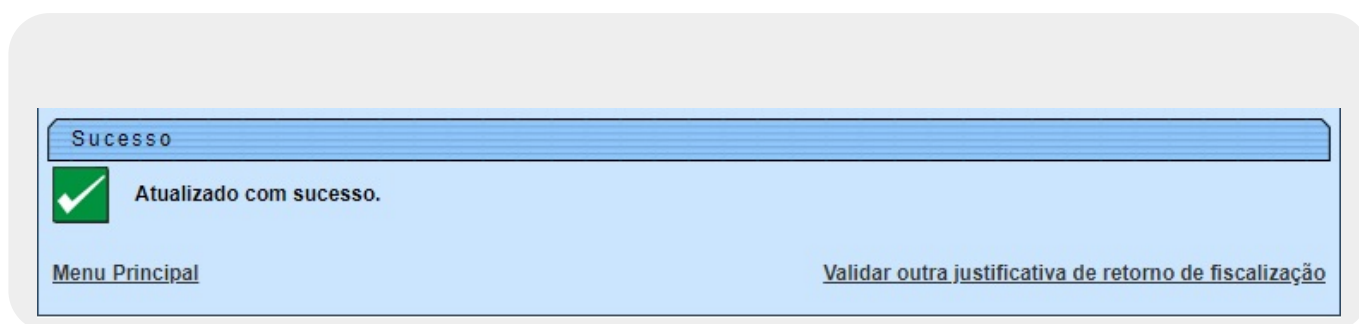 Sucesso
Atualizado com sucesso.
Menu Principal
Validar outra justificativa de retorno de fiscalização